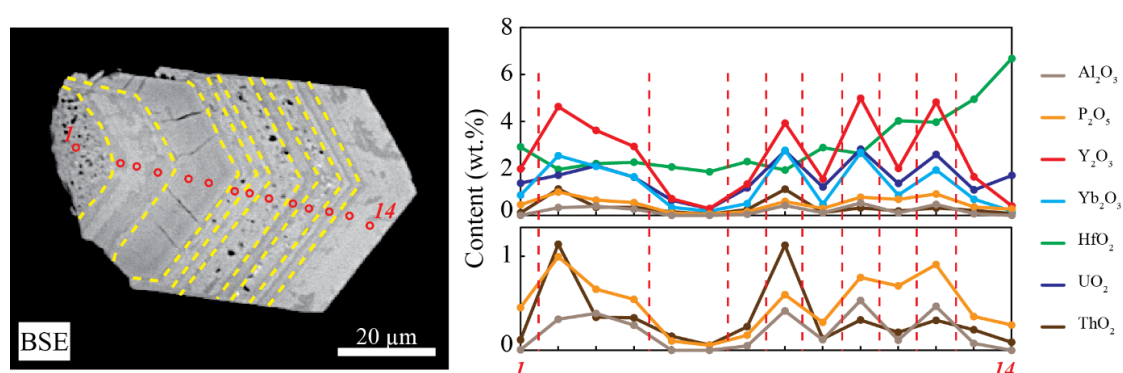 1
14
BSE
20 µm
Content (wt.%)
8
6
4
2
0
1
0
1
14
Al₂O₃
P₂O₅
Y₂O₃
Yb₂O₃
HfO₂
UO₂
ThO₂